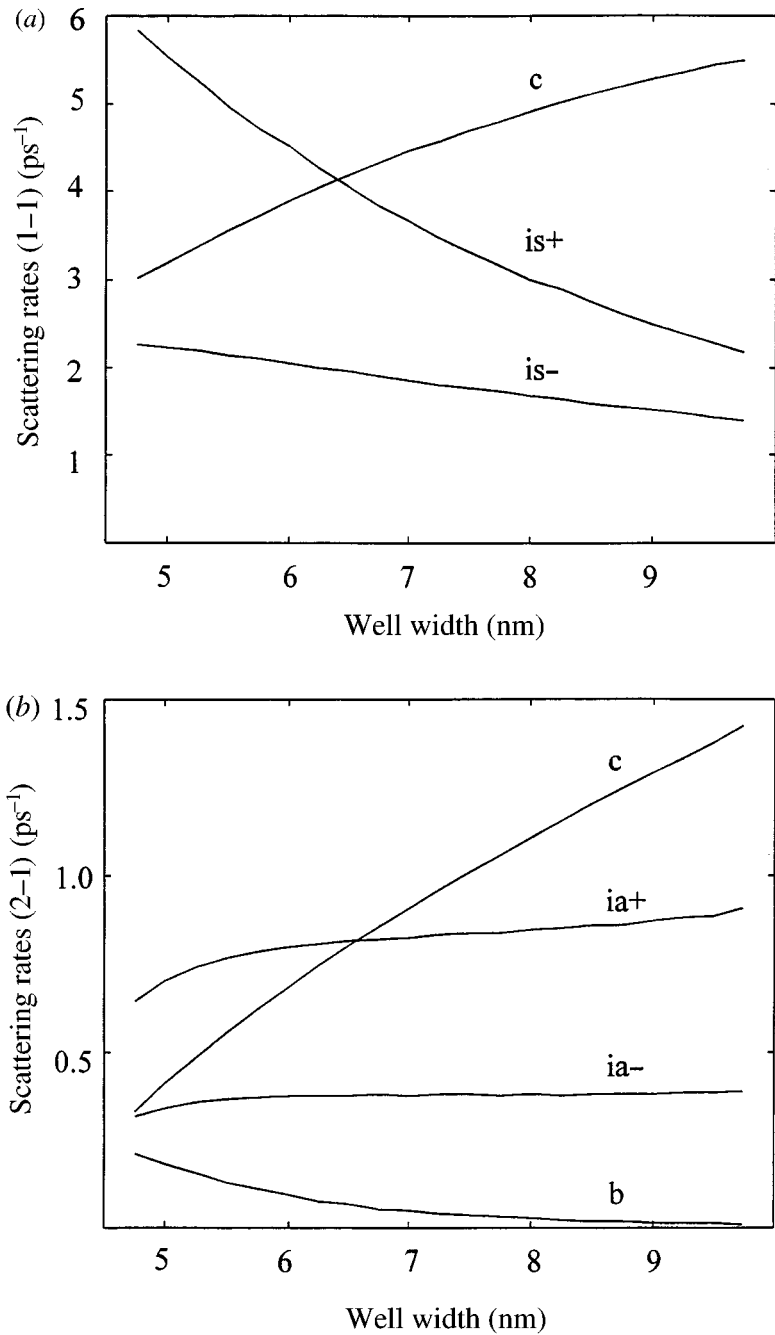 (a)
6
5
4
3
2
1
Scattering rates (1–1) (ps⁻¹)
c
is+
is−
5 6 7 8 9
Well width (nm)
(b)
1.5
1.0
0.5
Scattering rates (2–1) (ps⁻¹)
c
ia+
ia−
b
5 6 7 8 9
Well width (nm)